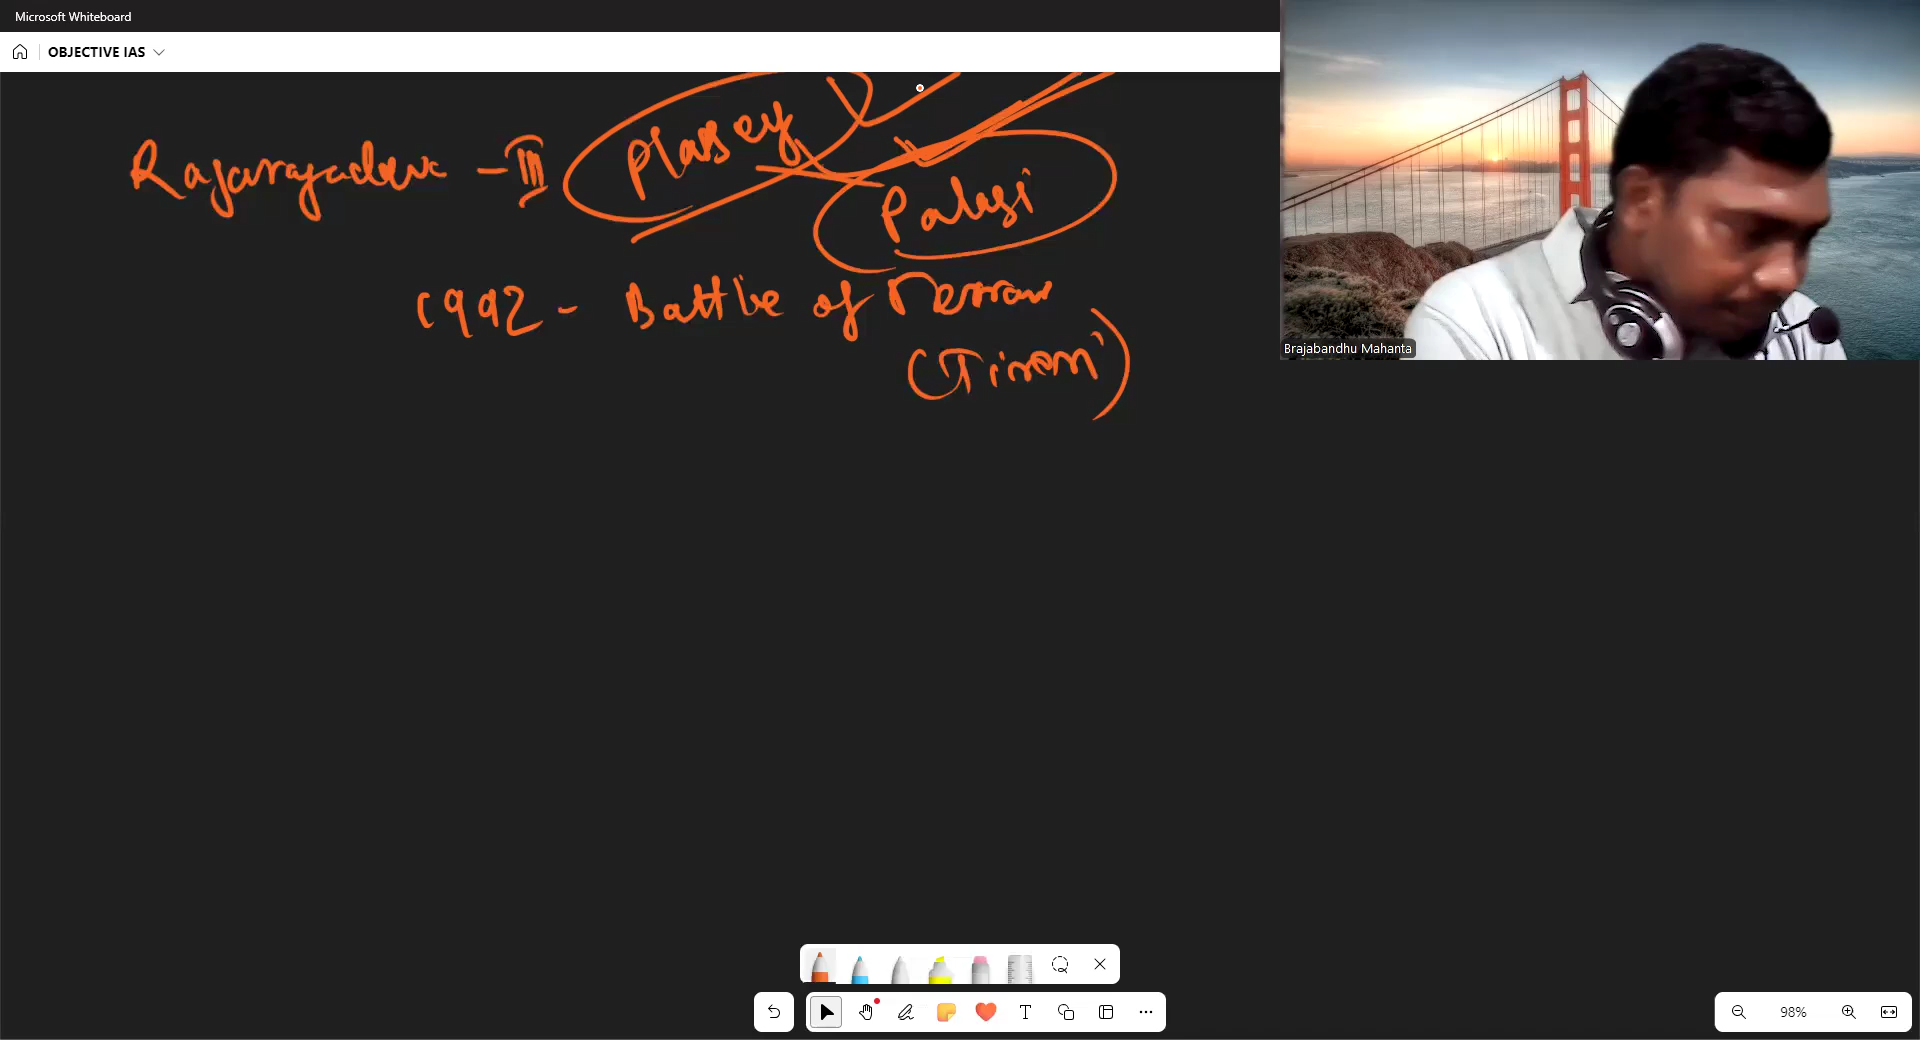 Microsoft Whiteboard
OBJECTIVE IAS
Plassey
Rajarajadeva - III
Palasi
1992 - Battle of
Brajabandhu Mahanta
98%